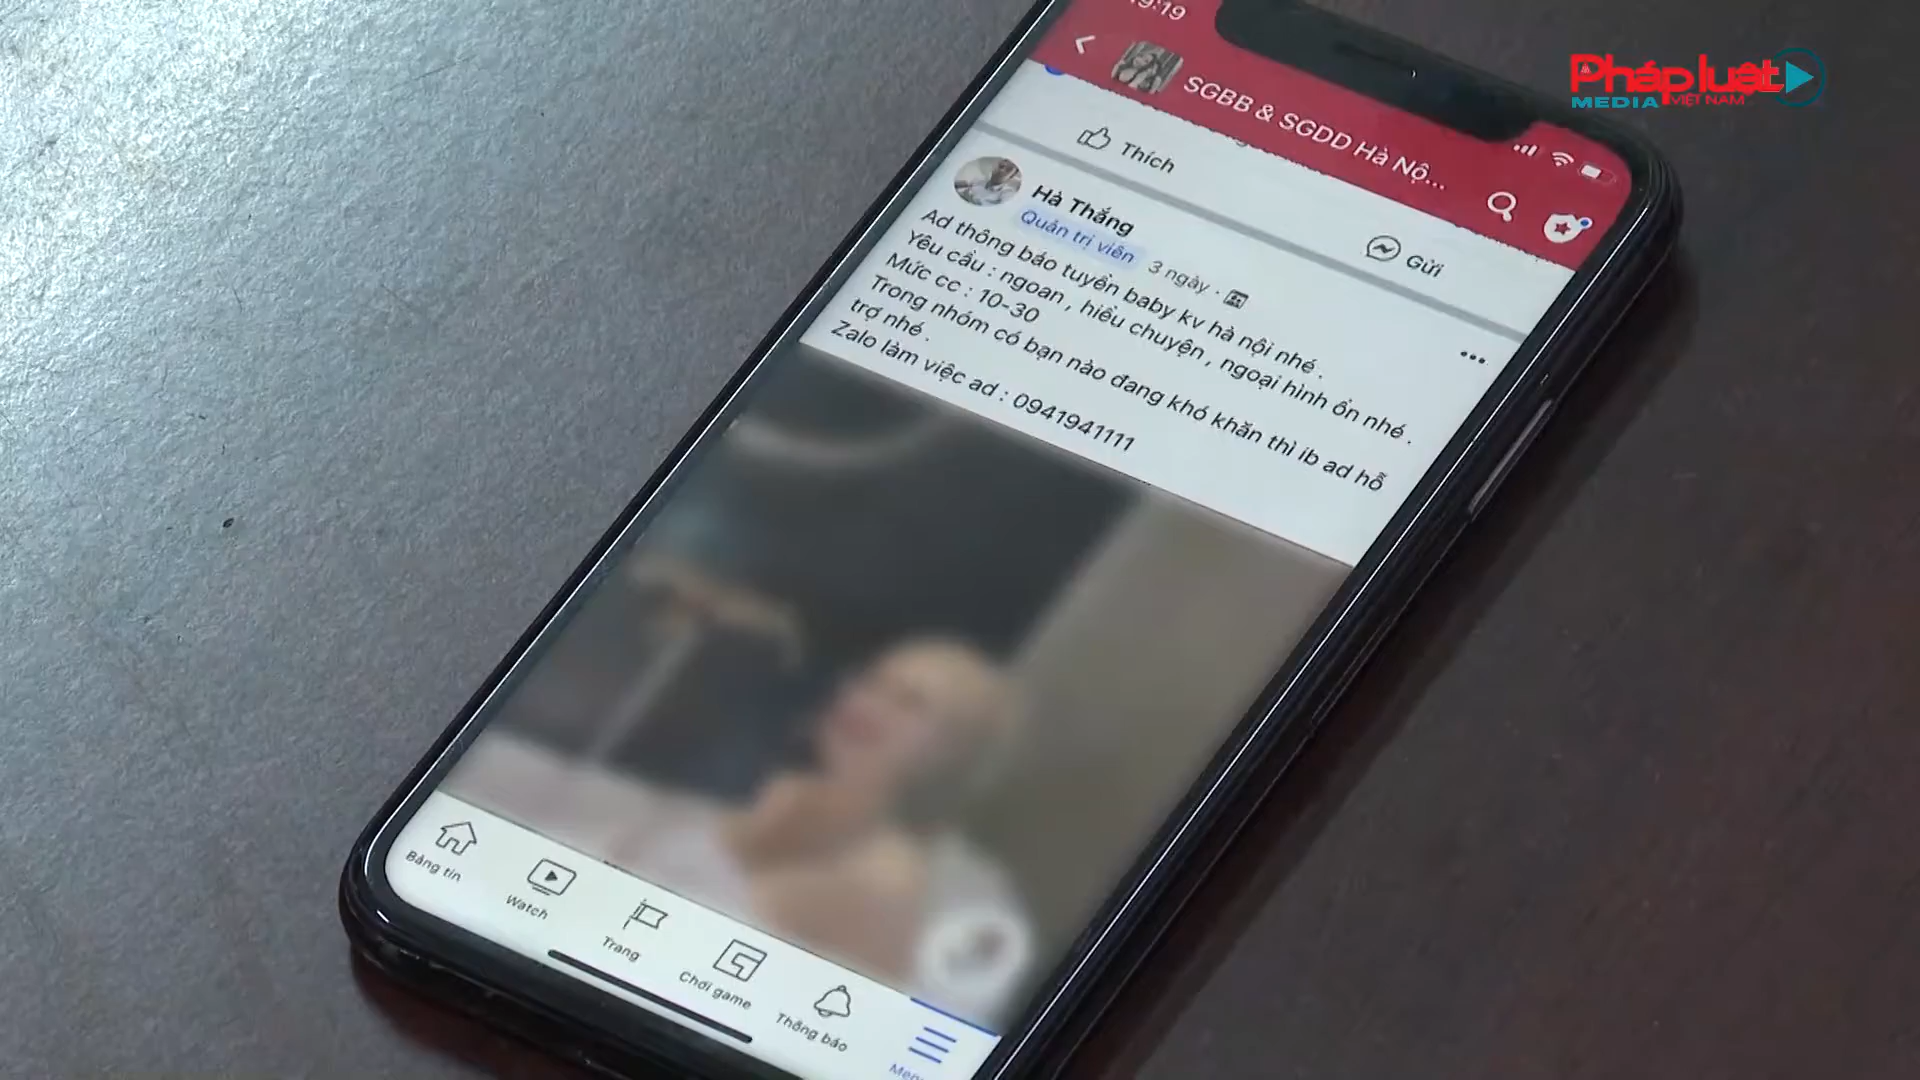 19:19
SGBB & SGDD Hà Nộ...
Pháp luật
MEDIA VIỆT NAM
Thích
Gửi
Hà Thắng
Quản trị viên 3 ngày ·
Ad thông báo tuyển baby kv hà nội nhé .
Yêu cầu : ngoan , hiểu chuyện , ngoại hình ổn nhé .
Mức cc : 10-30
Trong nhóm có bạn nào đang khó khăn thì ib ad hỗ
trợ nhé .
Zalo làm việc ad : 0941941111
Bảng tin
Watch
Trang
Chơi game
Thông báo
Menu